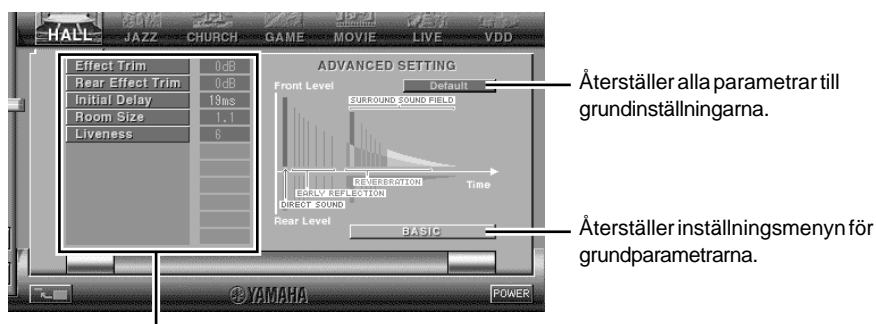 HALL JAZZ CHURCH GAME MOVIE LIVE VDD
Effect Trim 0dB
Rear Effect Trim 0dB
Initial Delay 19ms
Room Size 1.1
Liveness 6
ADVANCED SETTING
Front Level
Default
SURROUND SOUND FIELD
REVERBRATION
Time
EARLY REFLECTION
DIRECT SOUND
Rear Level
BASIC
YAMAHA
POWER
Återställer alla parametrar till
grundinställningarna.
Återställer inställningsmenyn för
grundparametrarna.